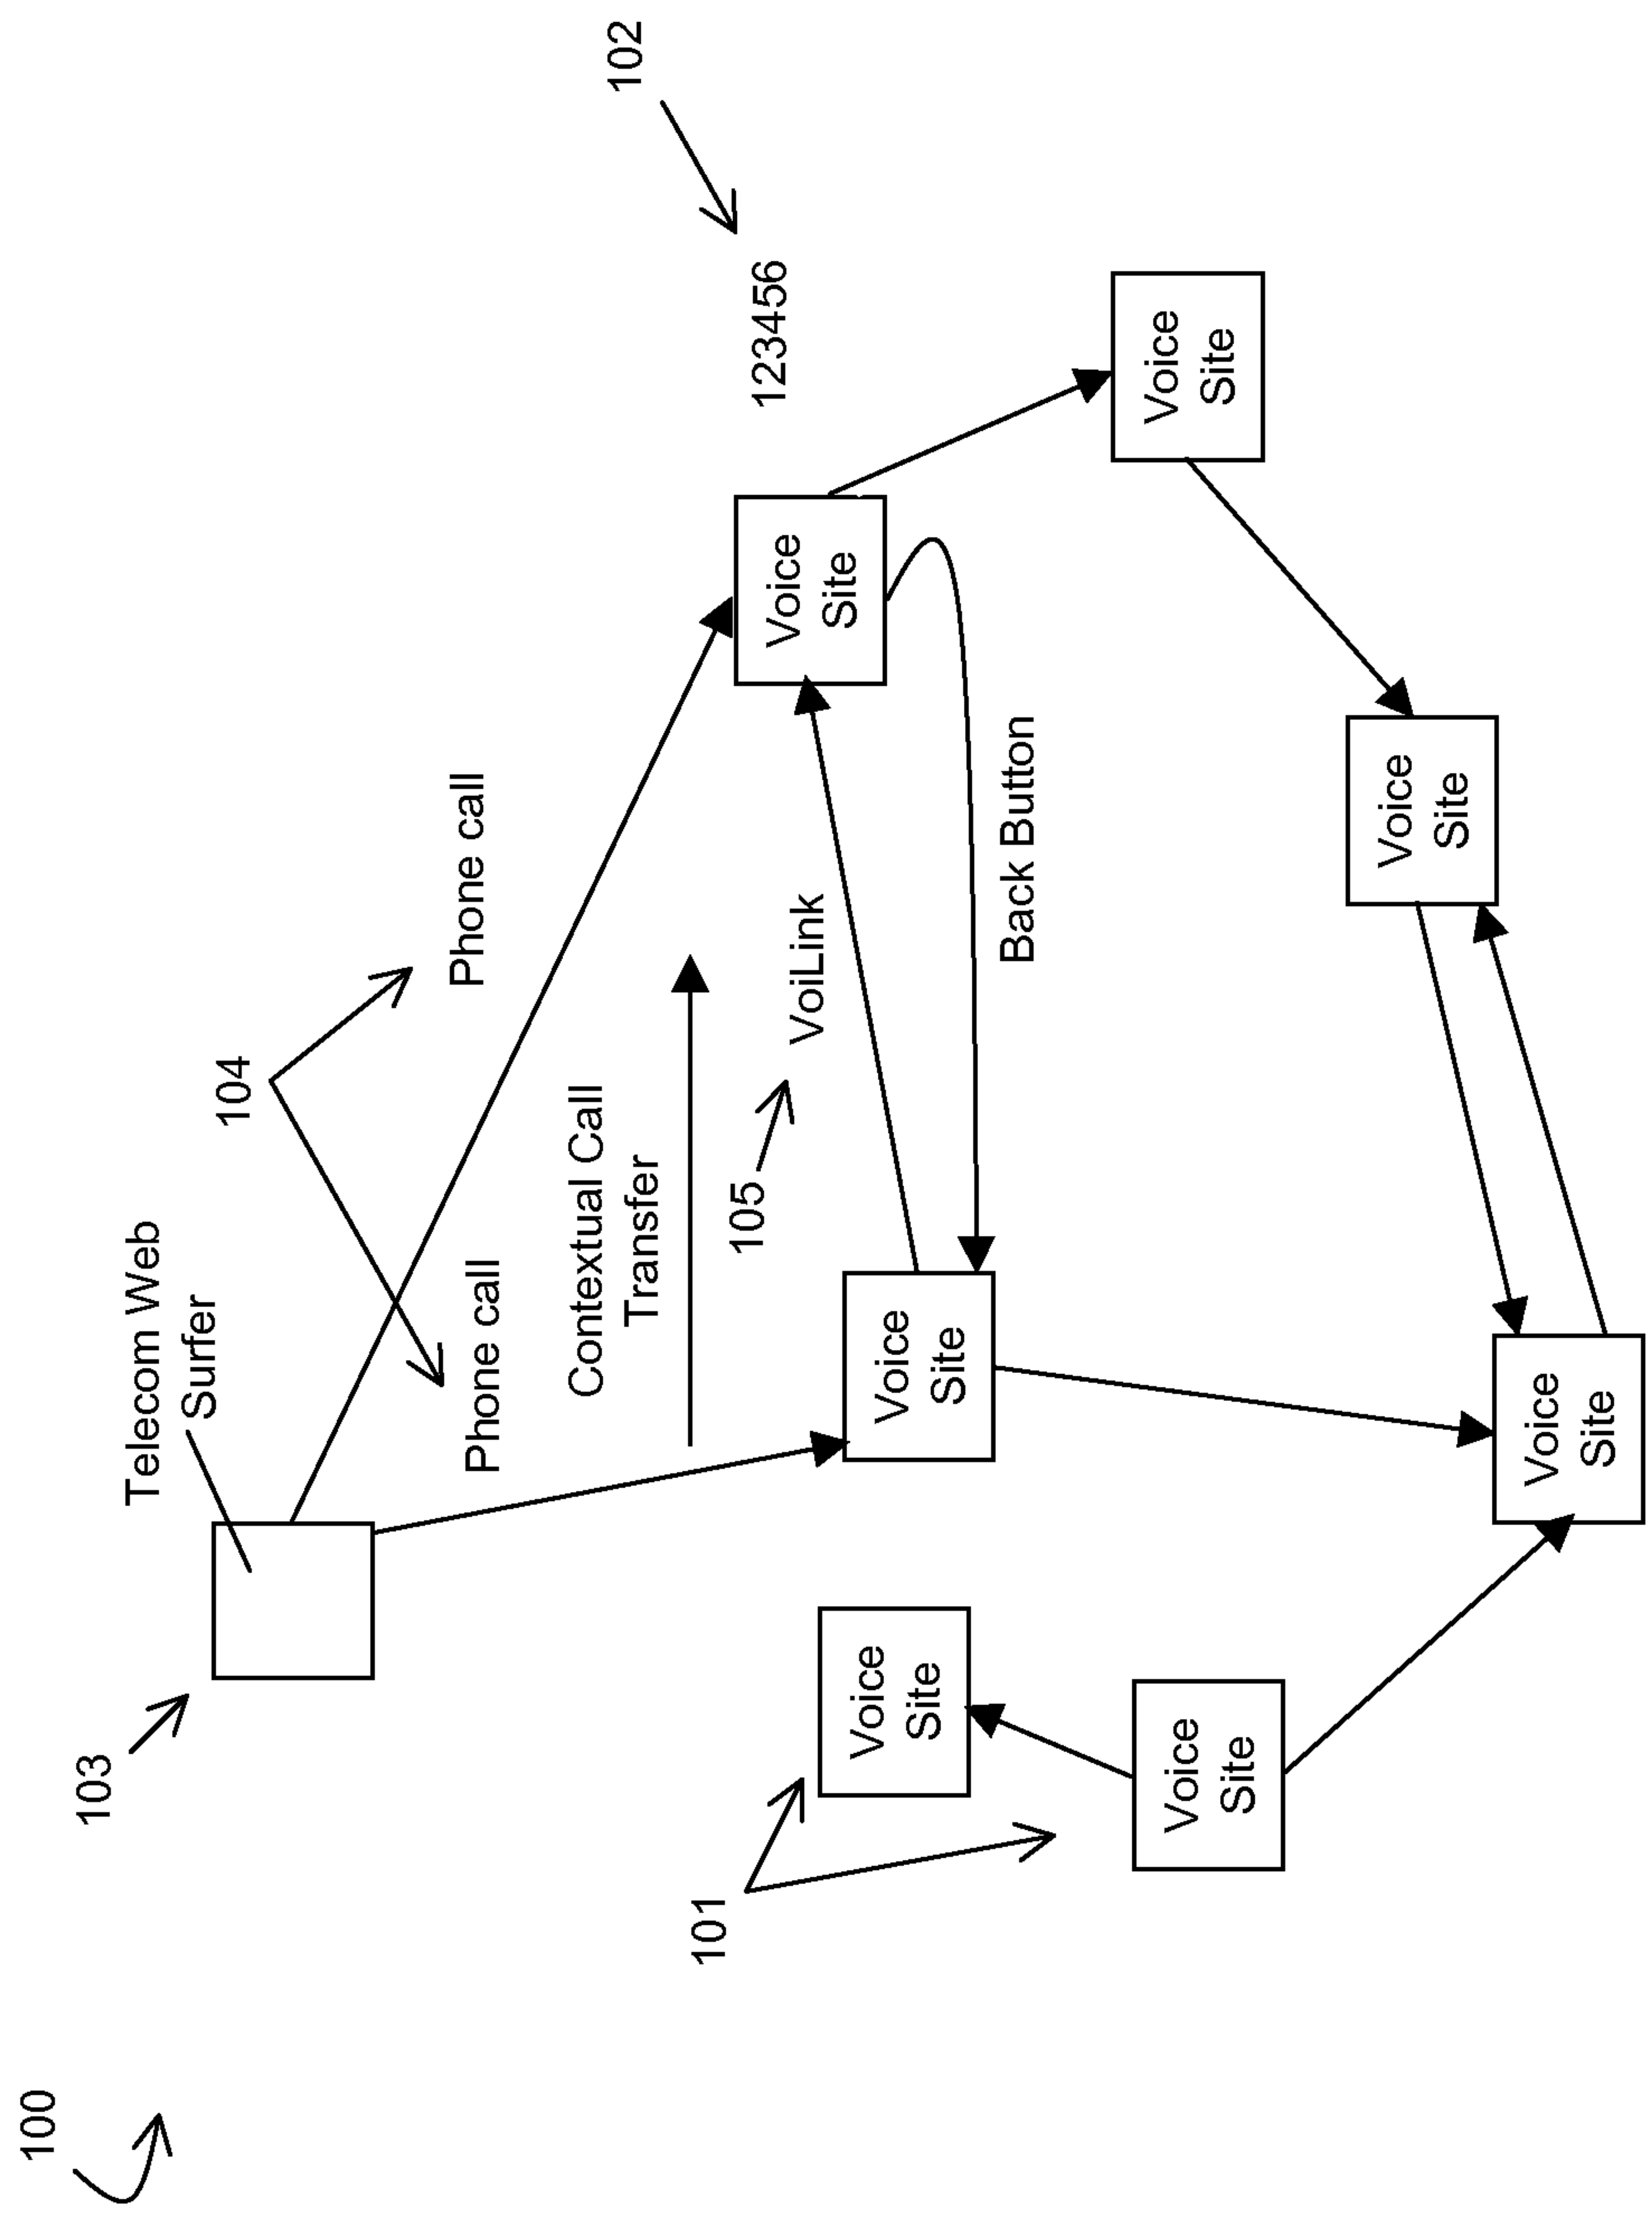 100
103
Telecom Web
Surfer
104
Phone call
Phone call
Contextual Call
Transfer
102
101
105
123456
VoiLink
Voice
Site
Voice
Site
Voice
Site
Back Button
Voice
Site
Voice
Site
Voice
Site
Voice
Site